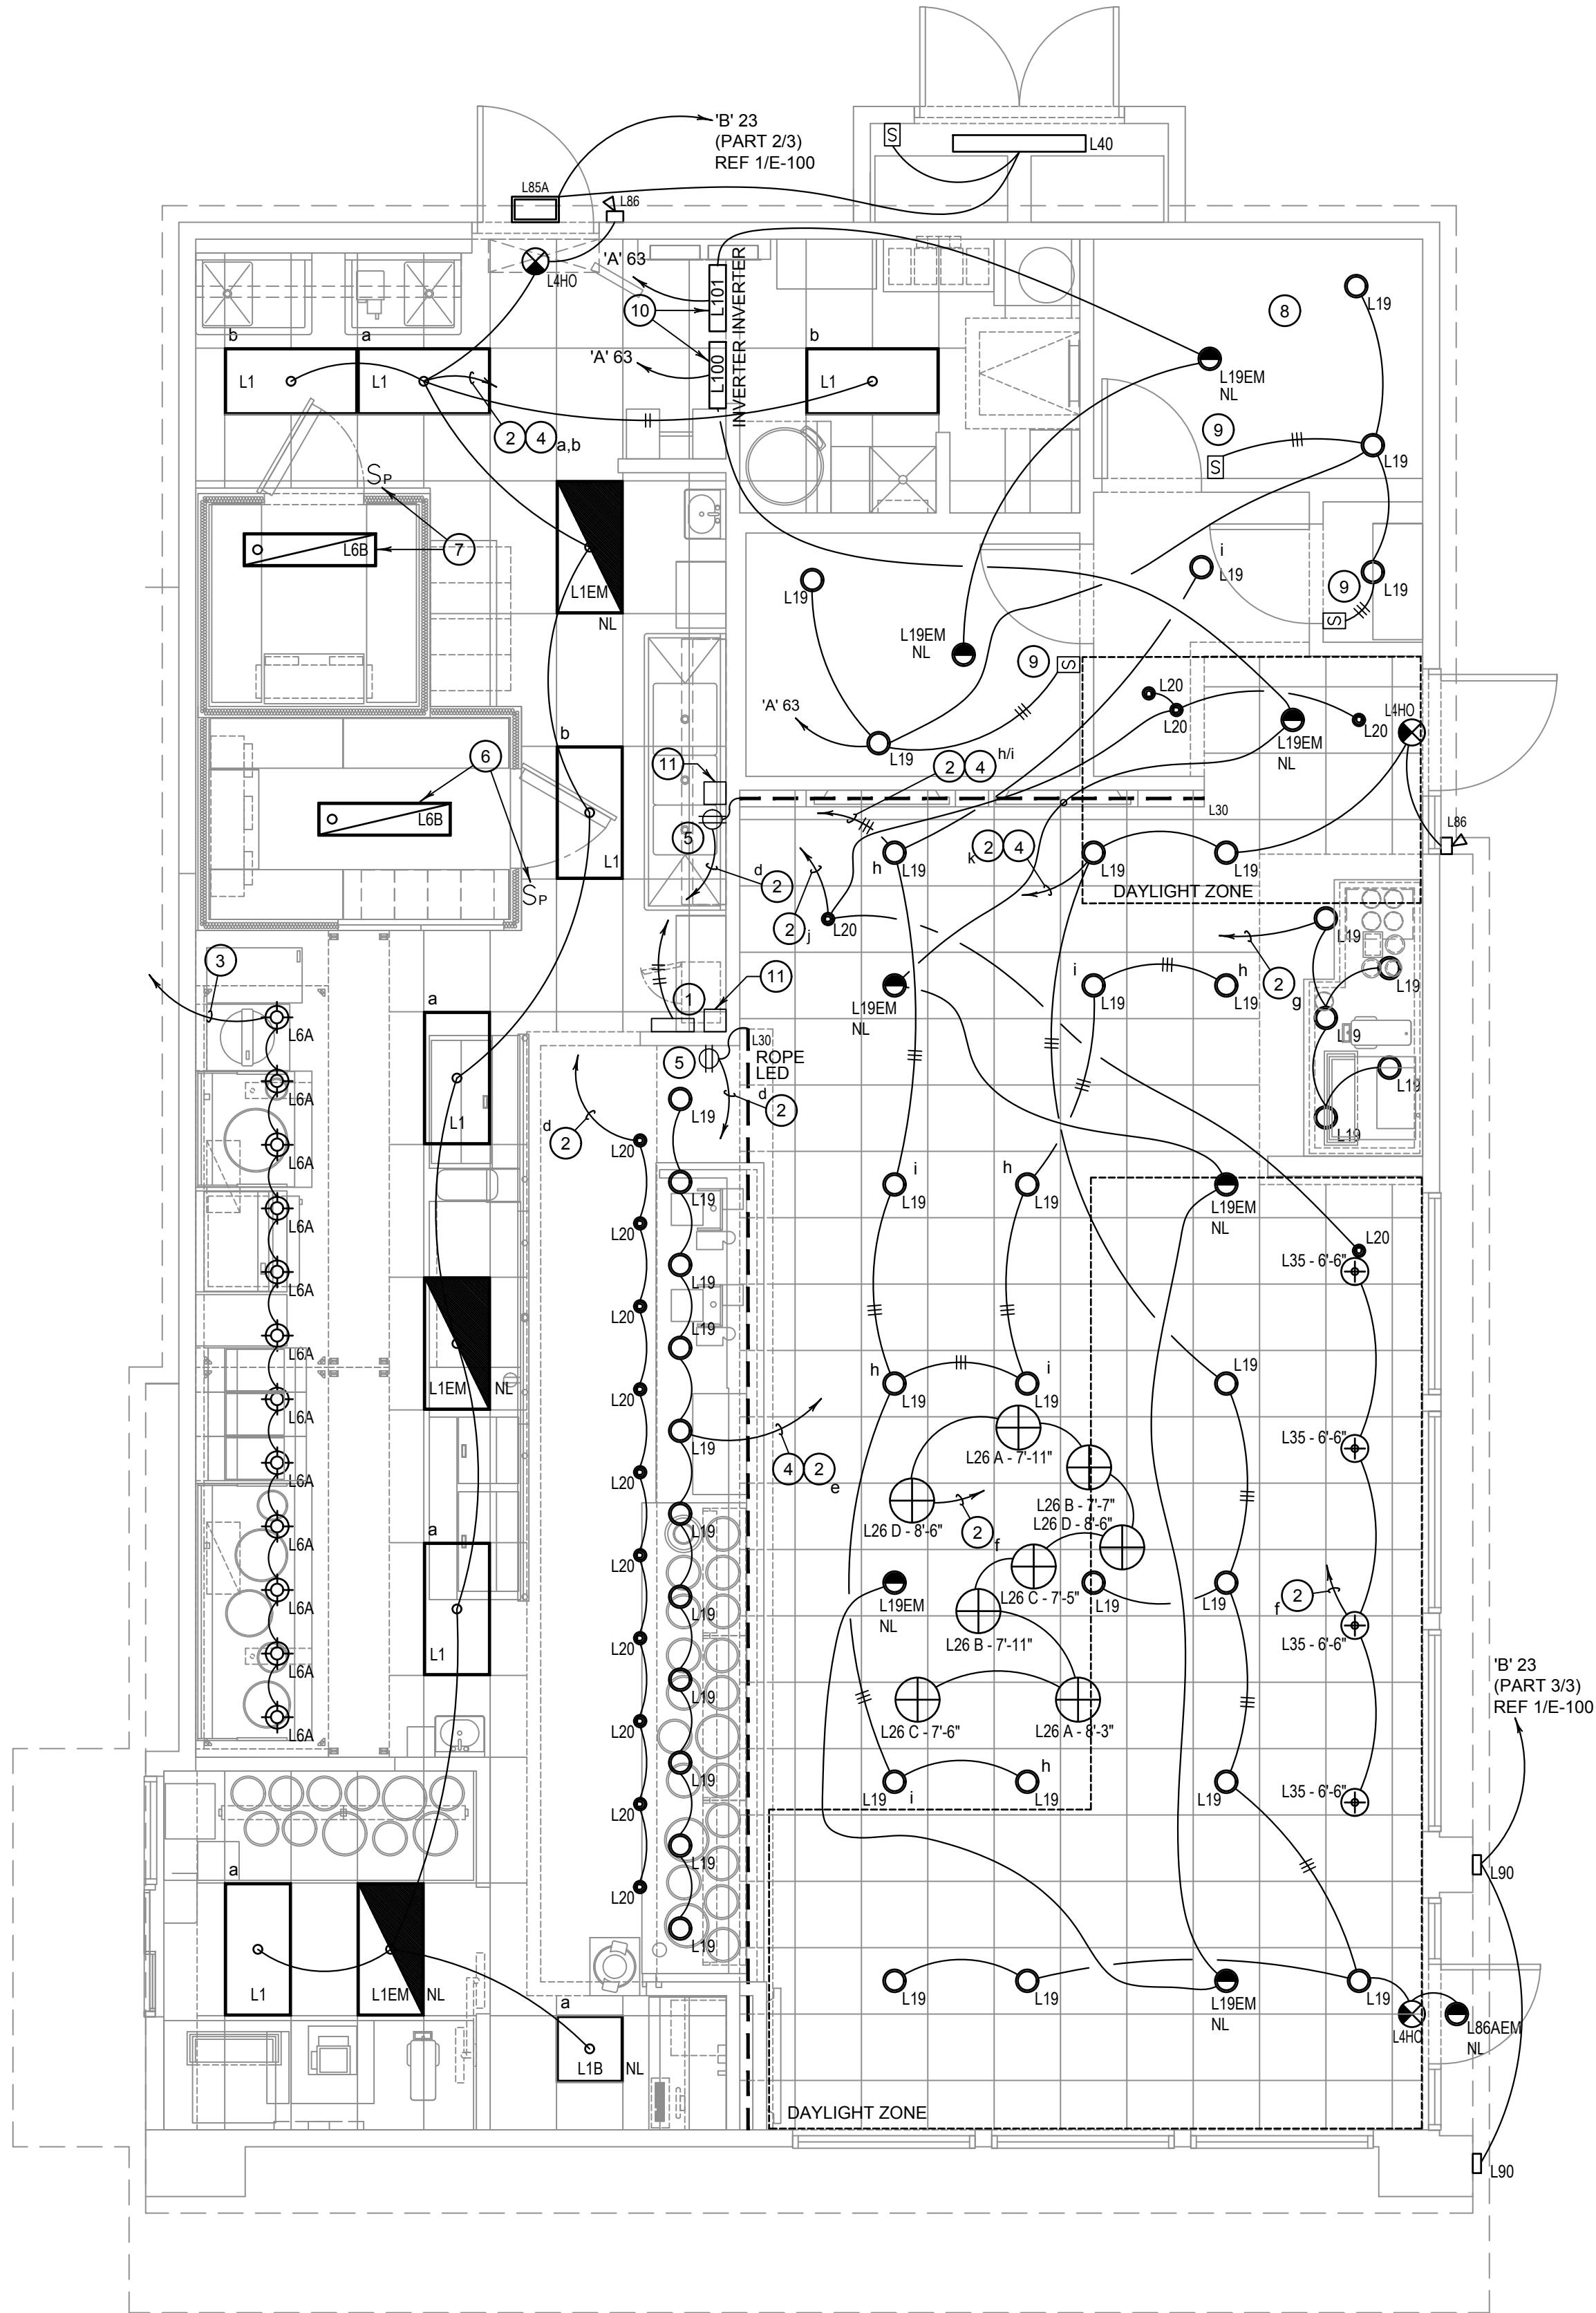 'B' 23
(PART 2/3)
REF 1/E-100
S
L40
L85A
L86
L4HO
'A' 63
10
L101
INVERTER
'A' 63
L100
INVERTER
8
L19
L19EM
NL
b
a
b
L1
L1
L1
2
4
a,b
9
S
L19
SP
7
L6B
L1EM
NL
i
L19
9
L19
S
L19
L19EM
NL
9
S
'A' 63
L20
L20
L20
L4HO
L19EM
NL
6
b
11
L19
2
4
h/i
L6B
SP
L1
5
L30
L86
h
L19
k
2
4
L19
L19
DAYLIGHT ZONE
d
2
2
j
L20
L19
3
1
11
L19EM
NL
i
L19
h
L19
2
g
L19
L19
L6A
a
L1
5
L30
ROPE
LED
d
2
L19
L19
L6A
d
2
L19
L6A
L20
L19
i
L19
h
L19
L19EM
NL
L6A
L20
L19
L20
L35 - 6'-6"
L6A
L20
L19
h
L19
i
L19
L19
L6A
L1EM
NL
L20
L19
L26 A - 7'-11"
L35 - 6'-6"
L6A
4
2
e
L26 B - 7'-7"
L26 D - 8'-6"
L26 D - 8'-6"
2
f
L6A
L20
L19
L6A
a
L20
L19
L19EM
NL
L26 C - 7'-5"
L19
L19
2
f
L6A
L1
L20
L19
L26 B - 7'-11"
L35 - 6'-6"
L6A
L20
L19
L26 C - 7'-6"
L26 A - 8'-3"
'B' 23
(PART 3/3)
REF 1/E-100
L6A
L20
L19
L19
i
h
L19
L19
L35 - 6'-6"
a
L20
L19
L90
L1
L1EM
NL
L19
L19
L19
L19EM
NL
L19
L4HO
L86AEM
NL
a
L1B
NL
DAYLIGHT ZONE
L90